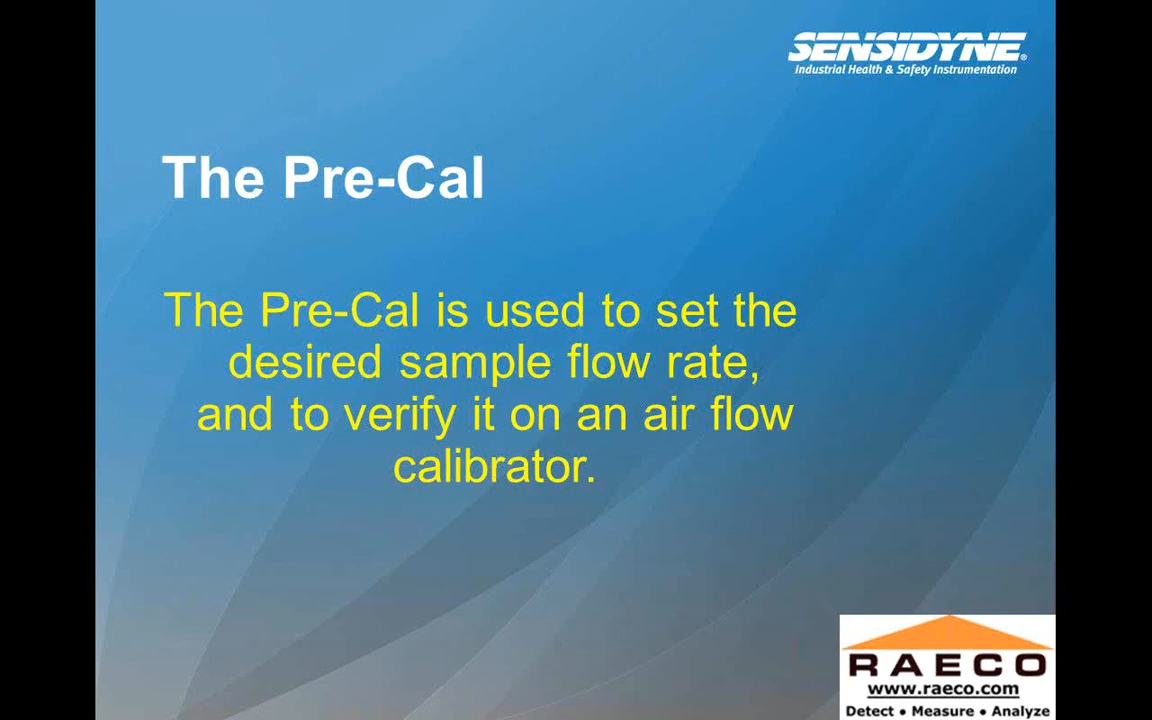 SENSIDYNE®
Industrial Health & Safety Instrumentation
The Pre-Cal
The Pre-Cal is used to set the
desired sample flow rate,
and to verify it on an air flow
calibrator.
RAECO
www.raeco.com
Detect • Measure • Analyze